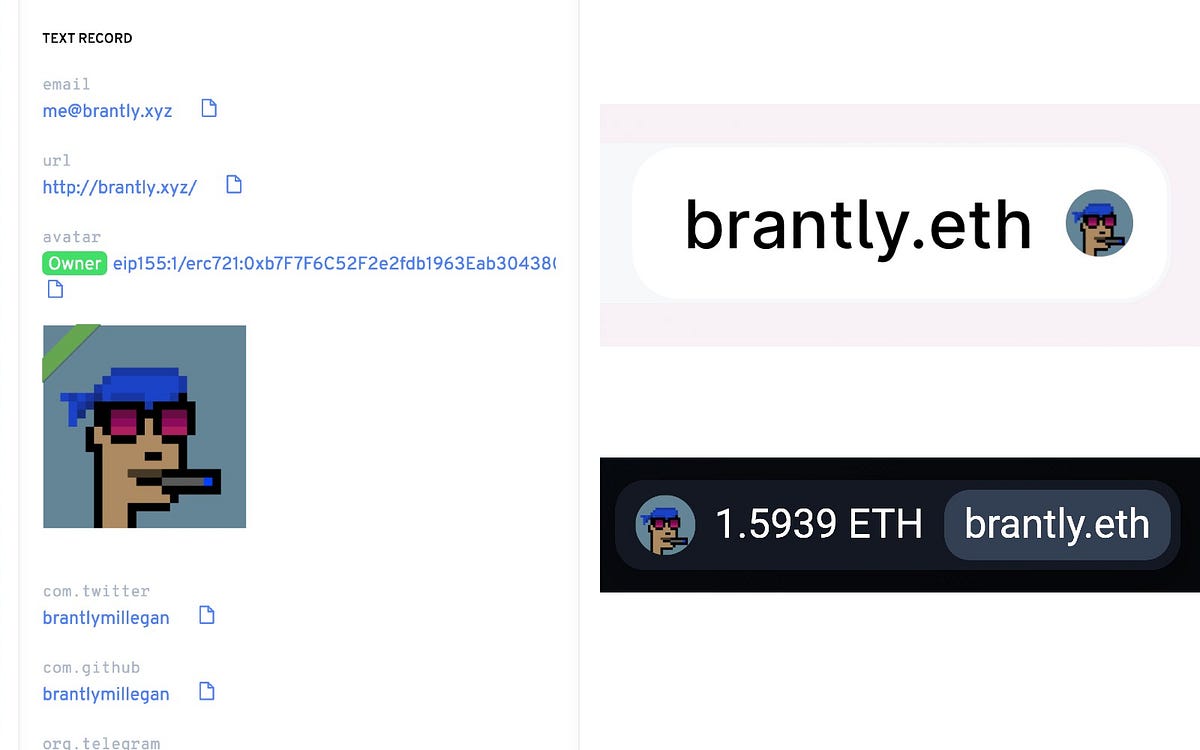 TEXT RECORD
email
me@brantly.xyz
url
http://brantly.xyz/
avatar
Owner eip155:1/erc721:0xb7F7F6C52F2e2fdb1963Eab30438
com.twitter
brantlymillegan
com.github
brantlymillegan
org.telegram
brantly.eth
1.5939 ETH brantly.eth